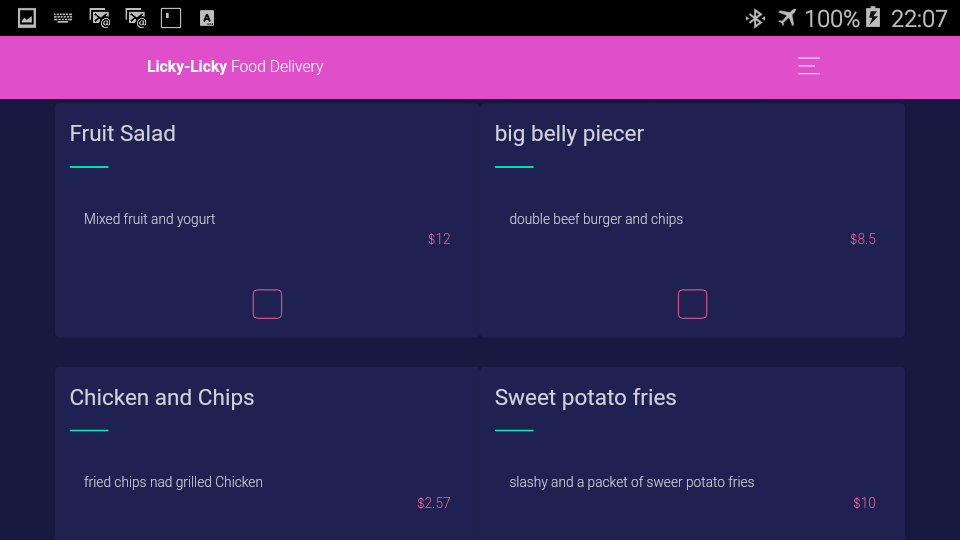 100% 22:07
Licky-Licky Food Delivery
Fruit Salad
Mixed fruit and yogurt
$12
big belly piecer
double beef burger and chips
$8.5
Chicken and Chips
fried chips nad grilled Chicken
$2.57
Sweet potato fries
slashy and a packet of sweer potato fries
$10